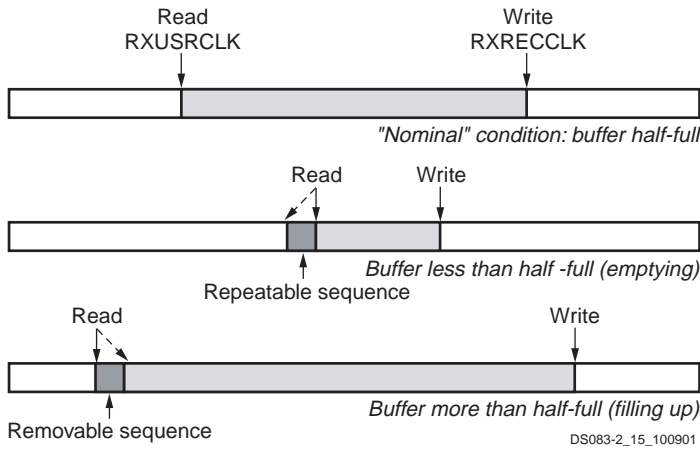 Read
RXUSRCLK
Write
RXRECCLK
"Nominal" condition: buffer half-full
Read
Write
Buffer less than half -full (emptying)
Repeatable sequence
Read
Write
Buffer more than half-full (filling up)
Removable sequence
DS083-2_15_100901